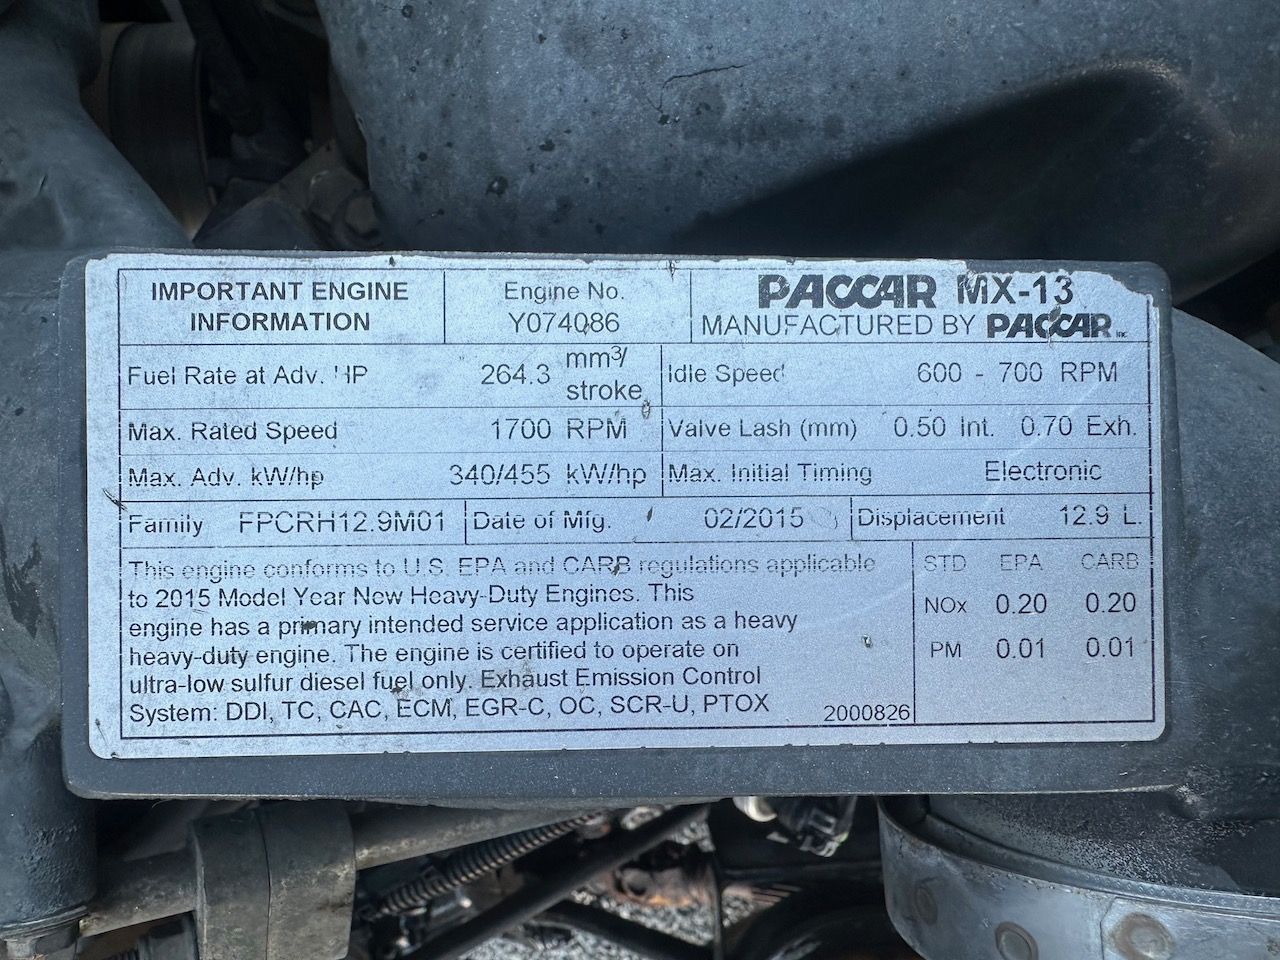 IMPORTANT ENGINE
INFORMATION
Engine No.
Y074086
PACCAR MX-13
MANUFACTURED BY PACCAR INC
Fuel Rate at Adv. HP 264.3 mm3/
stroke
Idle Speed 600 - 700 RPM
Max. Rated Speed 1700 RPM
Valve Lash (mm) 0.50 Int. 0.70 Exh.
Max. Adv. kW/hp 340/455 kW/hp
Max. Initial Timing Electronic
Family FPCRH12.9M01
Date of Mfg. 02/2015
Displacement 12.9 L.
This engine conforms to U.S. EPA and CARB regulations applicable
to 2015 Model Year New Heavy-Duty Engines. This
engine has a primary intended service application as a heavy
heavy-duty engine. The engine is certified to operate on
ultra-low sulfur diesel fuel only. Exhaust Emission Control
System: DDI, TC, CAC, ECM, EGR-C, OC, SCR-U, PTOX
2000826
STD EPA CARB
NOx 0.20 0.20
PM 0.01 0.01